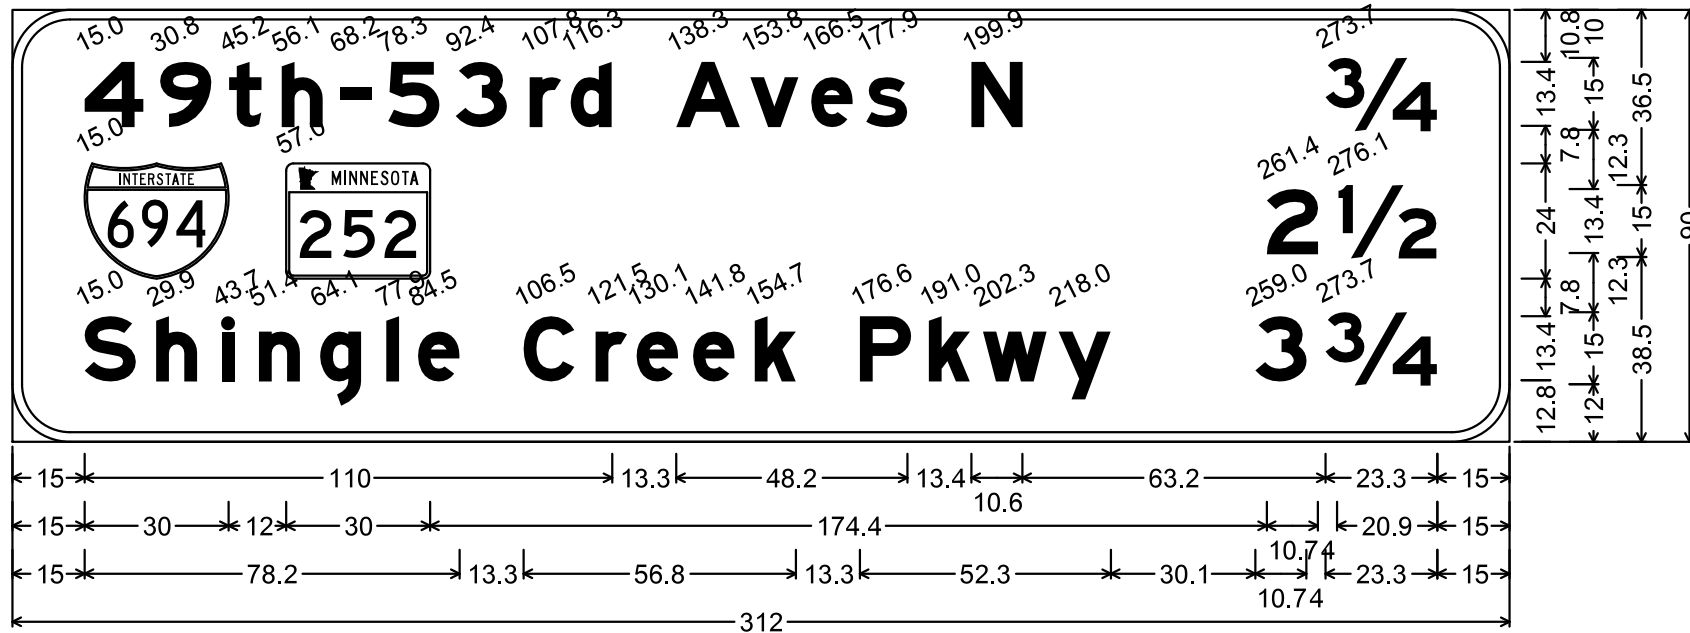 15.0 30.8 45.2 56.1 68.2 78.3 92.4 107.8 116.3 138.3 153.8 166.5 177.9 199.9 273.7
49th-53rd Aves N 3/4
15.0 57.0 261.4 276.1
INTERSTATE 694 MINNESOTA 252 2 1/2
15.0 29.9 43.7 51.4 64.1 77.9 84.5 106.5 121.5 130.1 141.8 154.7 176.6 191.0 202.3 218.0 259.0 273.7
Shingle Creek Pkwy 3 3/4
15 110 13.3 48.2 13.4 10.6 63.2 23.3 15
15 30 12 30 174.4 10.74 20.9 15
15 78.2 13.3 56.8 13.3 52.3 30.1 10.74 23.3 15
312
10.8 13.4 24 13.4 12.8
10 15 7.8 13.4 7.8 15 12
36.5 12.3 15 12.3 38.5
90